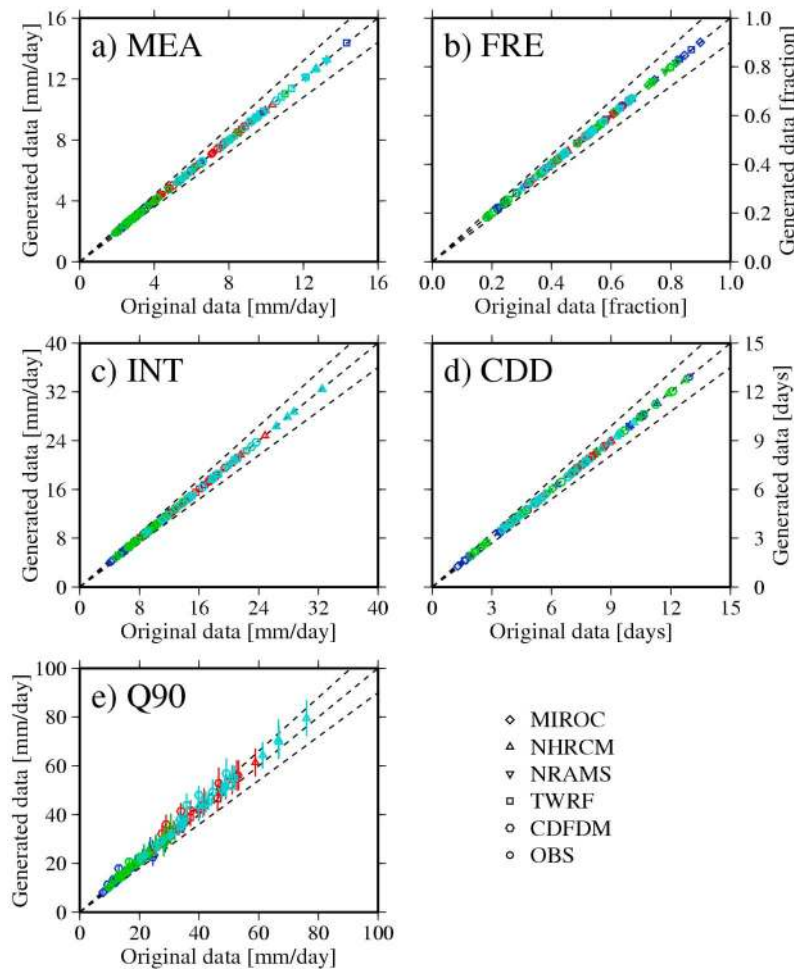 a) MEA
Generated data [mm/day]
16
12
8
4
0
0 4 8 12 16
Original data [mm/day]
b) FRE
1.0
0.8
0.6
0.4
0.2
0.0
Generated data [fraction]
0.0 0.2 0.4 0.6 0.8 1.0
Original data [fraction]
c) INT
Generated data [mm/day]
40
32
24
16
8
0
0 8 16 24 32 40
Original data [mm/day]
d) CDD
15
12
9
6
3
0
Generated data [days]
0 3 6 9 12 15
Original data [days]
e) Q90
Generated data [mm/day]
100
80
60
40
20
0
0 20 40 60 80 100
Original data [mm/day]
MIROC
NHRCM
NRAMS
TWRF
CDFDM
OBS